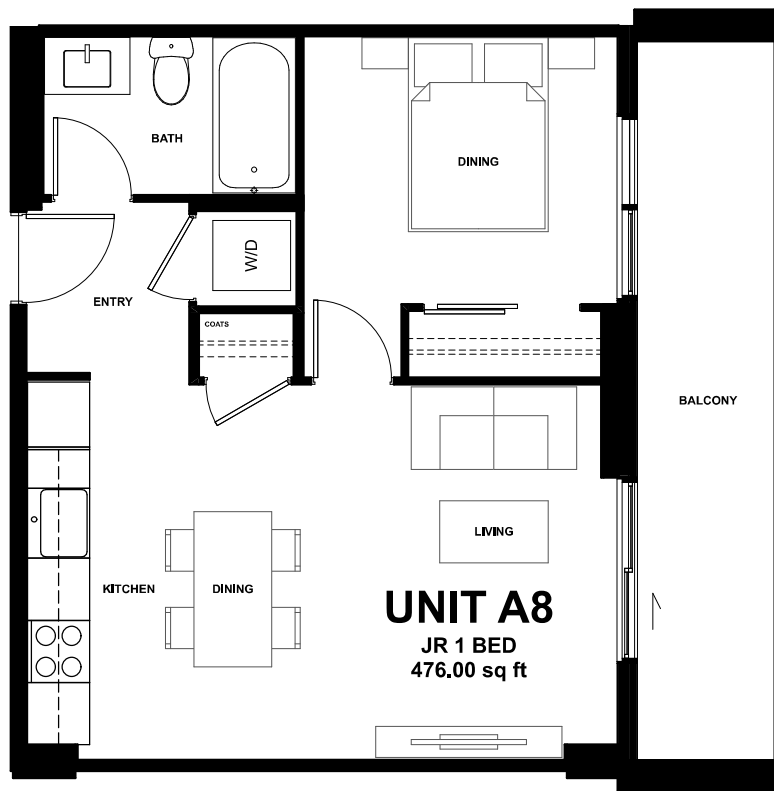 BATH
DINING
W/D
ENTRY
COATS
BALCONY
LIVING
KITCHEN
DINING
UNIT A8
JR 1 BED
476.00 sq ft